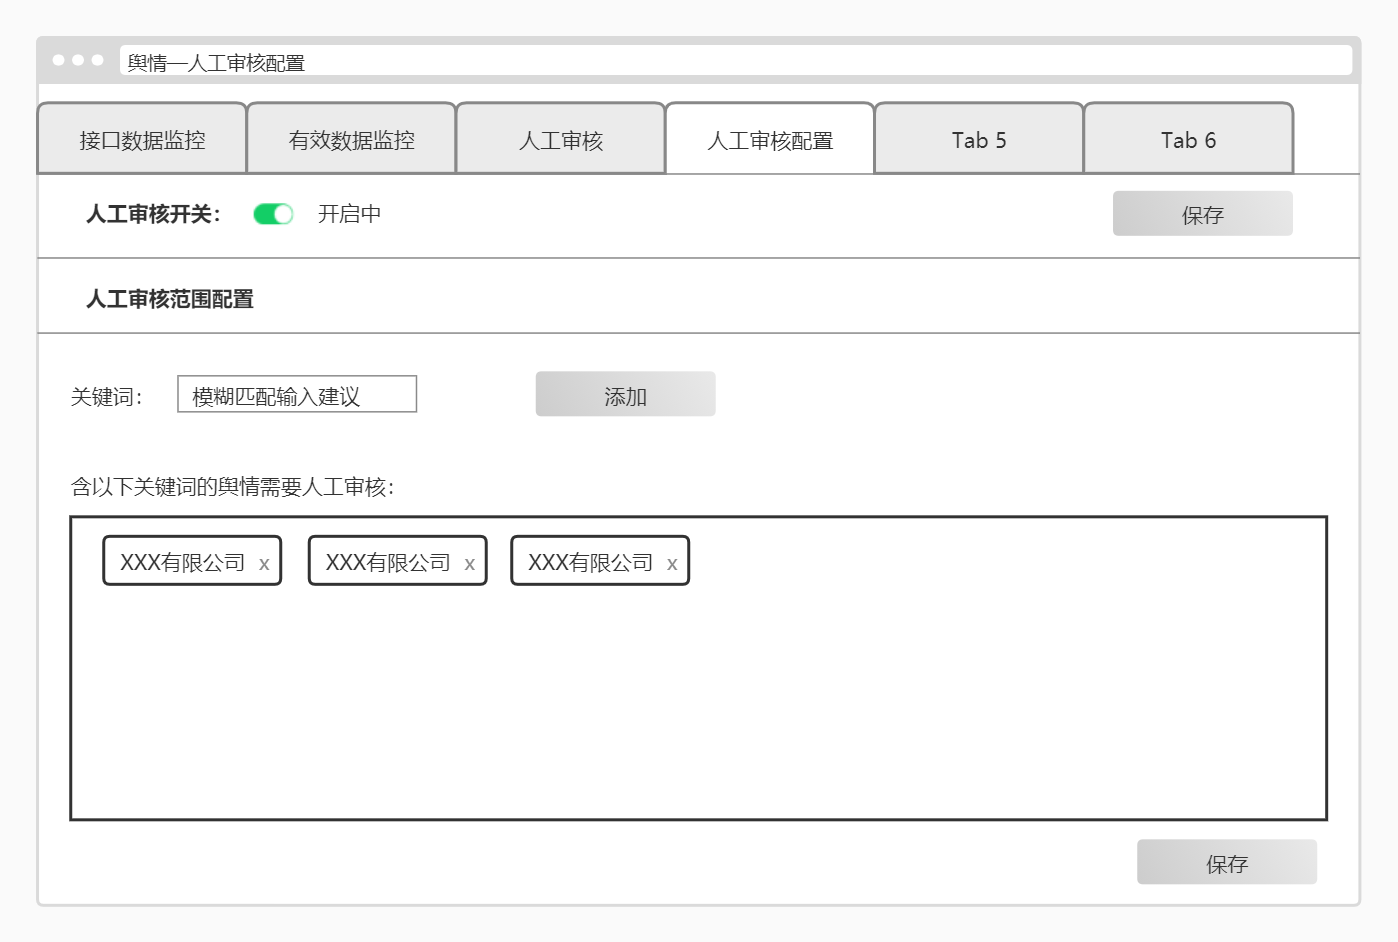 舆情—人工审核配置
接口数据监控 有效数据监控 人工审核 人工审核配置 Tab 5 Tab 6
人工审核开关： 开启中 保存
人工审核范围配置
关键词： 模糊匹配输入建议 添加
含以下关键词的舆情需要人工审核：
XXX有限公司 x XXX有限公司 x XXX有限公司 x
保存